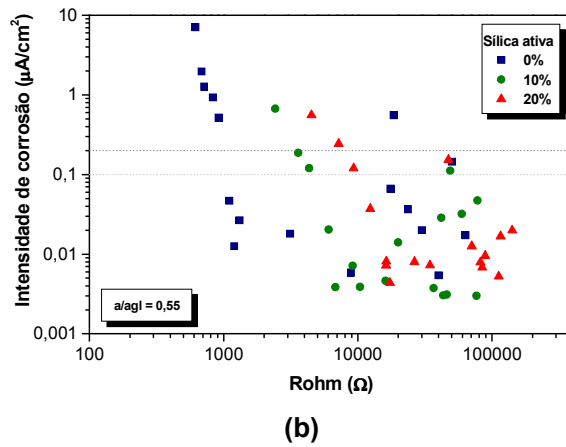 10
Sílica ativa
0%
10%
20%
1
0,1
0,01
0,001
Intensidade de corrosão (µA/cm²)
a/agl = 0,55
100 1000 10000 100000
Rohm (Ω)
(b)